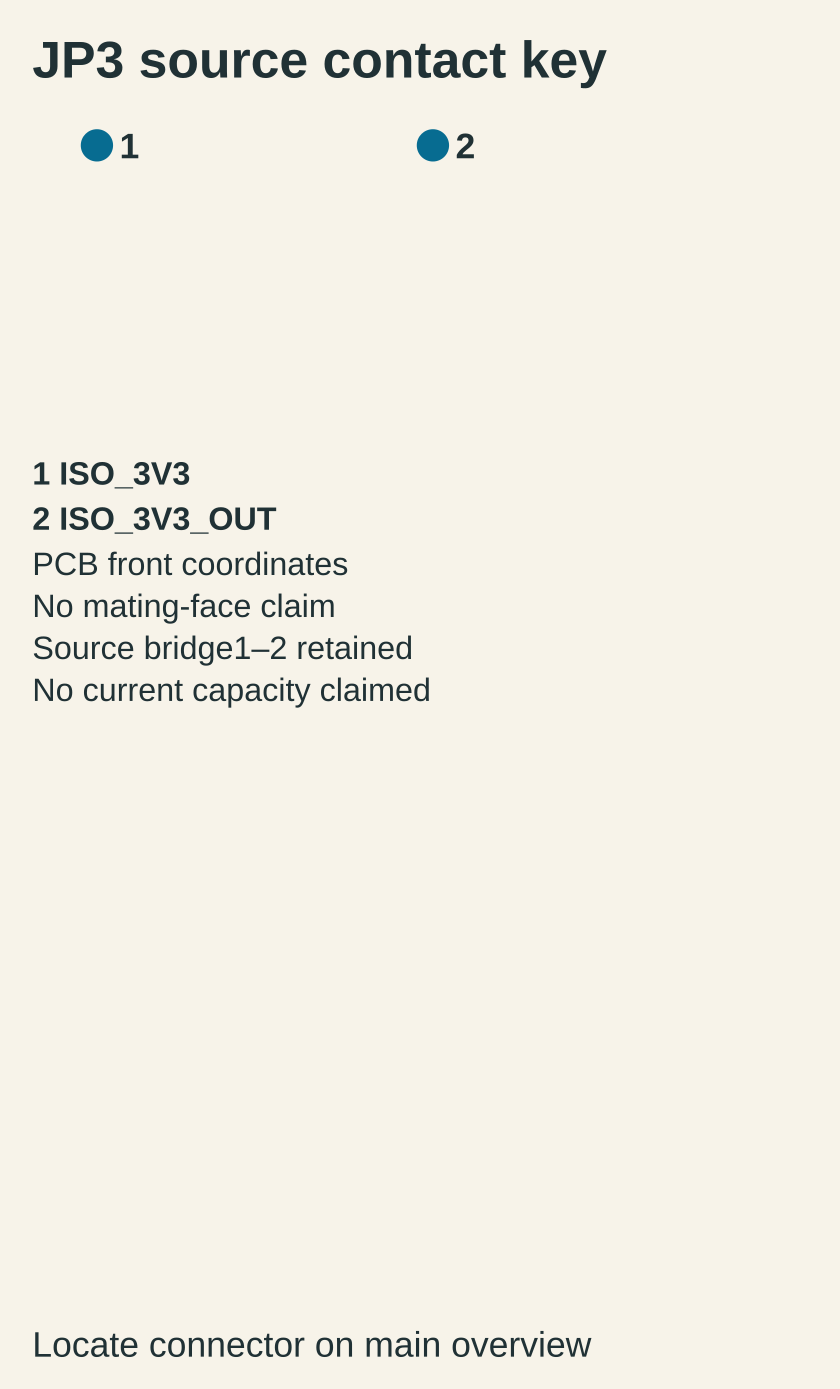 JP3 source contact key
1 2
1 ISO_3V3
2 ISO_3V3_OUT
PCB front coordinates
No mating-face claim
Source bridge1–2 retained
No current capacity claimed
Locate connector on main overview